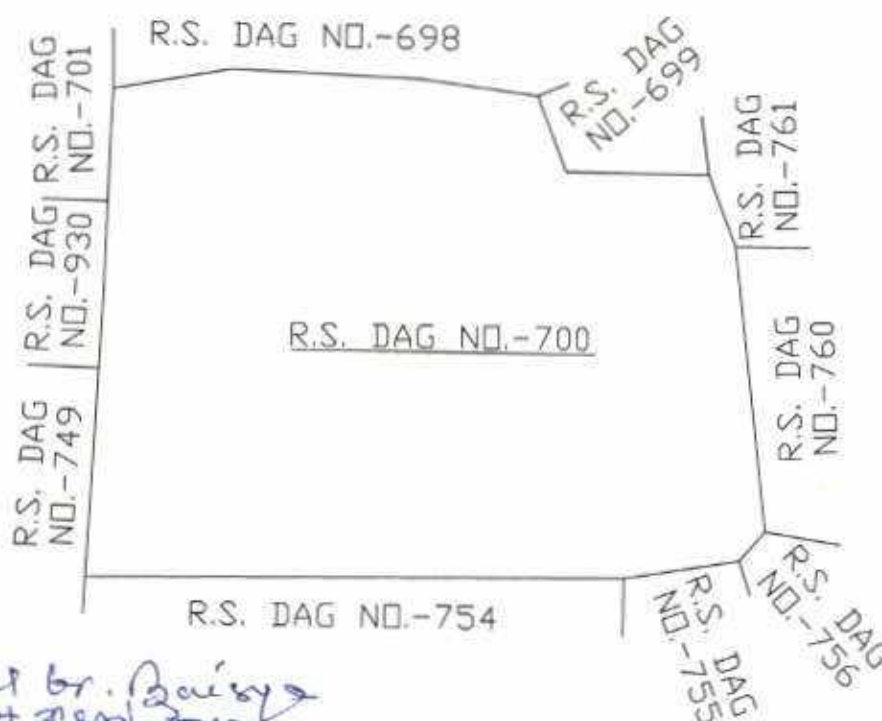 R.S. DAG NO.-698
R.S. DAG
NO.-699
R.S. DAG
NO.-701
R.S. DAG
NO.-761
R.S. DAG
NO.-930
R.S. DAG NO.-700
R.S. DAG
NO.-760
R.S. DAG
NO.-749
R.S. DAG NO.-754
R.S. DAG
NO.-755
R.S. DAG
NO.-756
Baisya